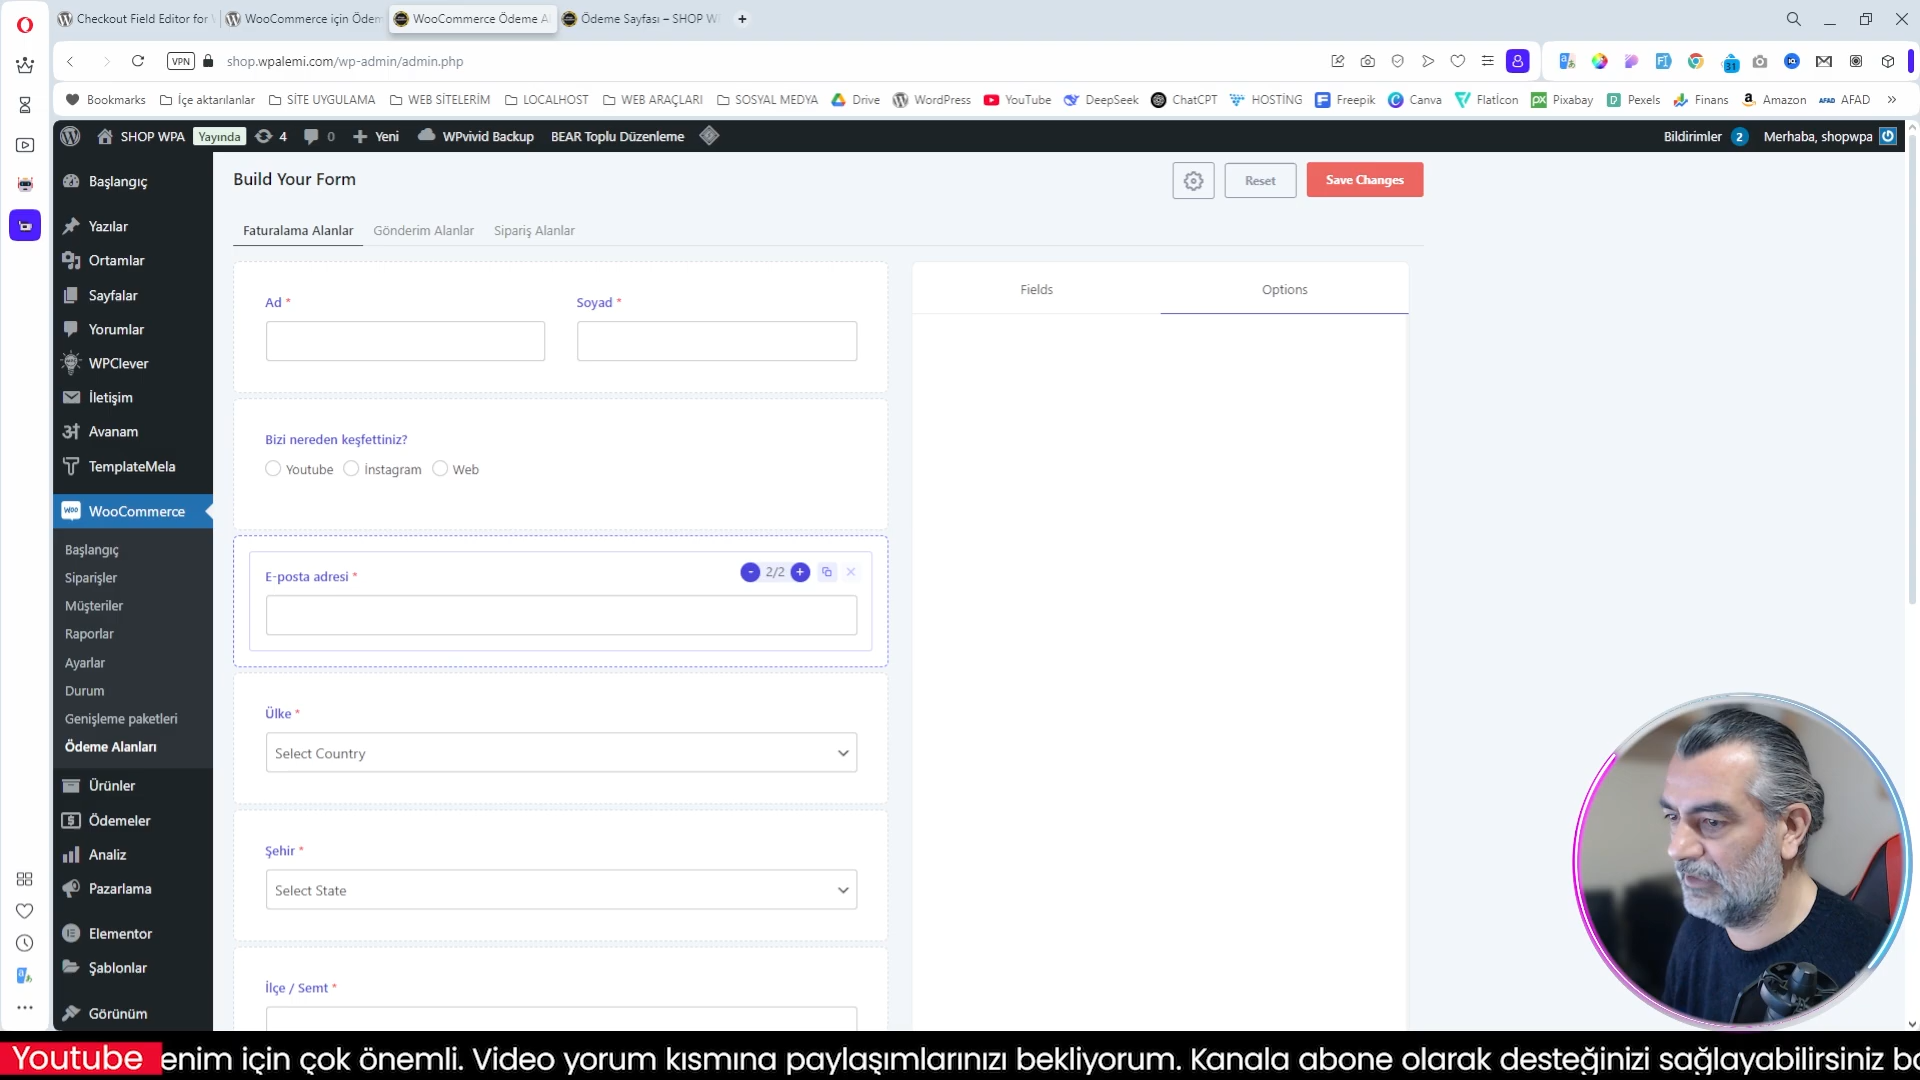 Checkout Field Editor for
WooCommerce için Ödem
WooCommerce Ödeme A
Ödeme Sayfası – SHOP W
VPN
shop.wpalemi.com/wp-admin/admin.php
Bookmarks
İçe aktarılanlar
SİTE UYGULAMA
WEB SİTELERİM
LOCALHOST
WEB ARAÇLARI
SOSYAL MEDYA
Drive
WordPress
YouTube
DeepSeek
ChatCPT
HOSTİNG
Freepik
Canva
FlatIcon
Pixabay
Pexels
Finans
Amazon
AFAD
SHOP WPA
Yayında
4
0
Yeni
WPvivid Backup
BEAR Toplu Düzenleme
Bildirimler 2
Merhaba, shopwpa
Başlangıç
Yazılar
Ortamlar
Sayfalar
Yorumlar
WPClever
İletişim
Avanam
TemplateMela
WooCommerce
Başlangıç
Siparişler
Müşteriler
Raporlar
Ayarlar
Durum
Genişleme paketleri
Ödeme Alanları
Ürünler
Ödemeler
Analiz
Pazarlama
Elementor
Şablonlar
Görünüm
Build Your Form
Reset
Save Changes
Faturalama Alanlar
Gönderim Alanlar
Sipariş Alanlar
Ad *
Soyad *
Bizi nereden keşfettiniz?
Youtube
İnstagram
Web
E-posta adresi *
- 2/2 +
Ülke *
Select Country
Şehir *
Select State
İlçe / Semt *
Fields
Options
Youtube
enim için çok önemli. Video yorum kısmına paylaşımlarınızı bekliyorum. Kanala abone olarak desteğinizi sağlayabilirsiniz